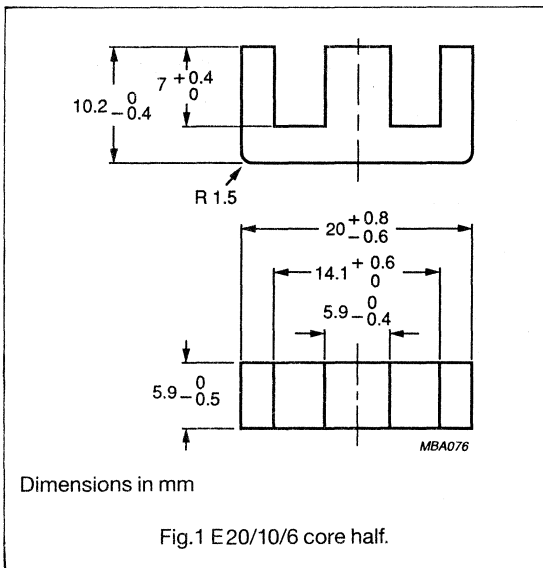 7 + 0.4
0
10.2 0
− 0.4
R 1.5
20 + 0.8
− 0.6
14.1 + 0.6
0
5.9 0
− 0.4
5.9 0
− 0.5
MBA076
Dimensions in mm
Fig.1 E20/10/6 core half.